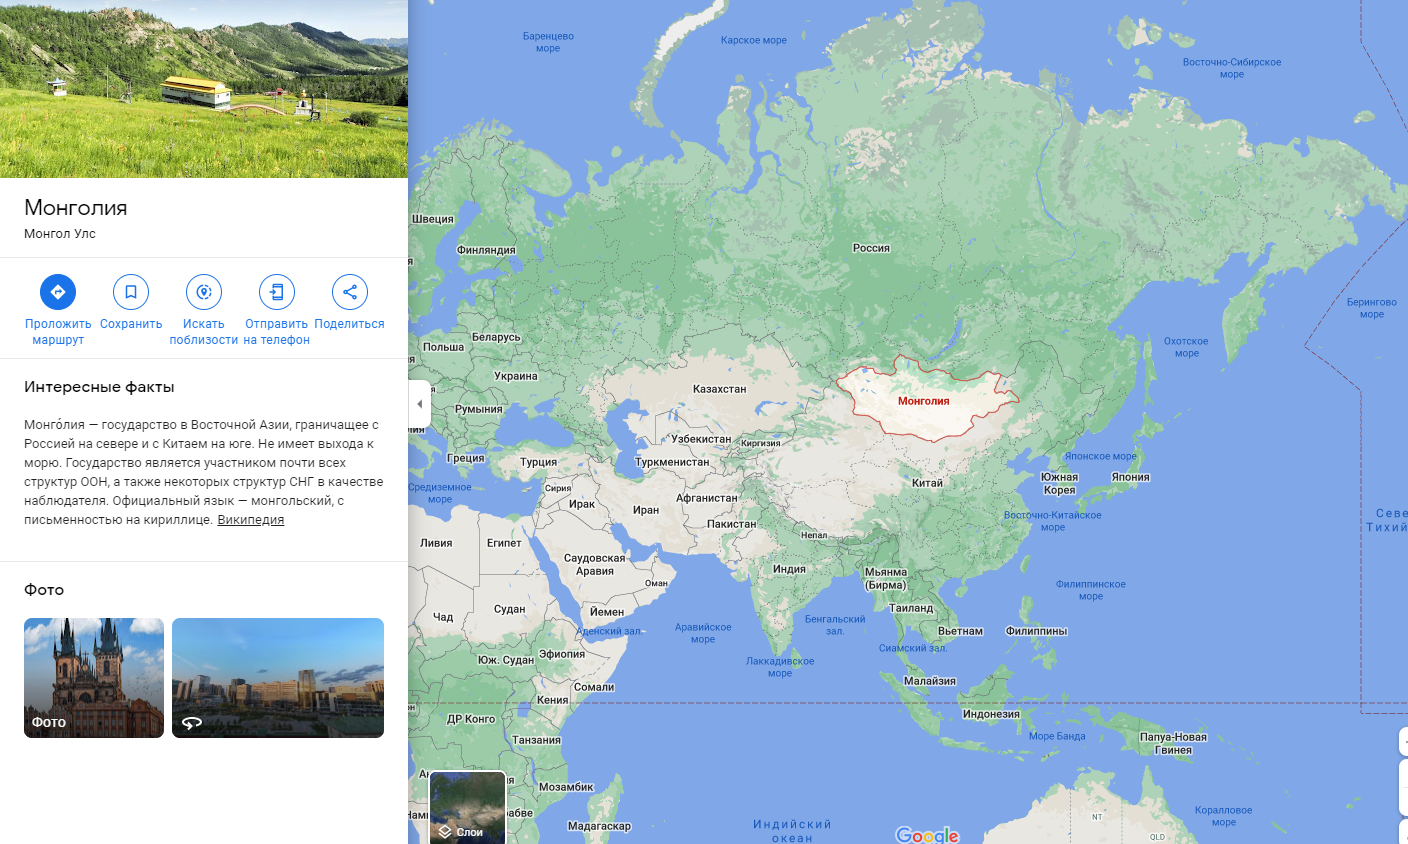 Монголия
Монгол Улс
Проложить маршрут
Сохранить
Искать поблизости
Отправить на телефон
Поделиться
Интересные факты
Монго́лия — государство в Восточной Азии, граничащее с
Россией на севере и с Китаем на юге. Не имеет выхода к
морю. Государство является участником почти всех
структур ООН, а также некоторых структур СНГ в качестве
наблюдателя. Официальный язык — монгольский, с
письменностью на кириллице. Википедия
Фото
Фото
Баренцево
море
Карское море
Восточно-Сибирское
море
Швеция
Финляндия
Россия
Берингово
море
Охотское
море
Беларусь
Польша
Украина
Румыния
Казахстан
Монголия
Узбекистан
Киргизия
Греция
Турция
Туркменистан
Японское море
Средиземное
море
Сирия
Ирак
Иран
Афганистан
Китай
Южная
Корея
Япония
Восточно-Китайское
море
Севе
Тихий
Пакистан
Непал
Ливия
Египет
Саудовская
Аравия
Оман
Индия
Мьянма
(Бирма)
Филиппинское
море
Чад
Судан
Йемен
Таиланд
Аденский зал.
Аравийское
море
Бенгальский
зал.
Вьетнам
Филиппины
Сиамский зал.
Юж. Судан
Эфиопия
Лаккадивское
море
Сомали
Малайзия
Кения
ДР Конго
Индонезия
Танзания
Море Банда
Папуа-Новая
Гвинея
Мозамбик
Мадагаскар
Индийский
океан
Коралловое
море
NT
QLD
Слои
Google